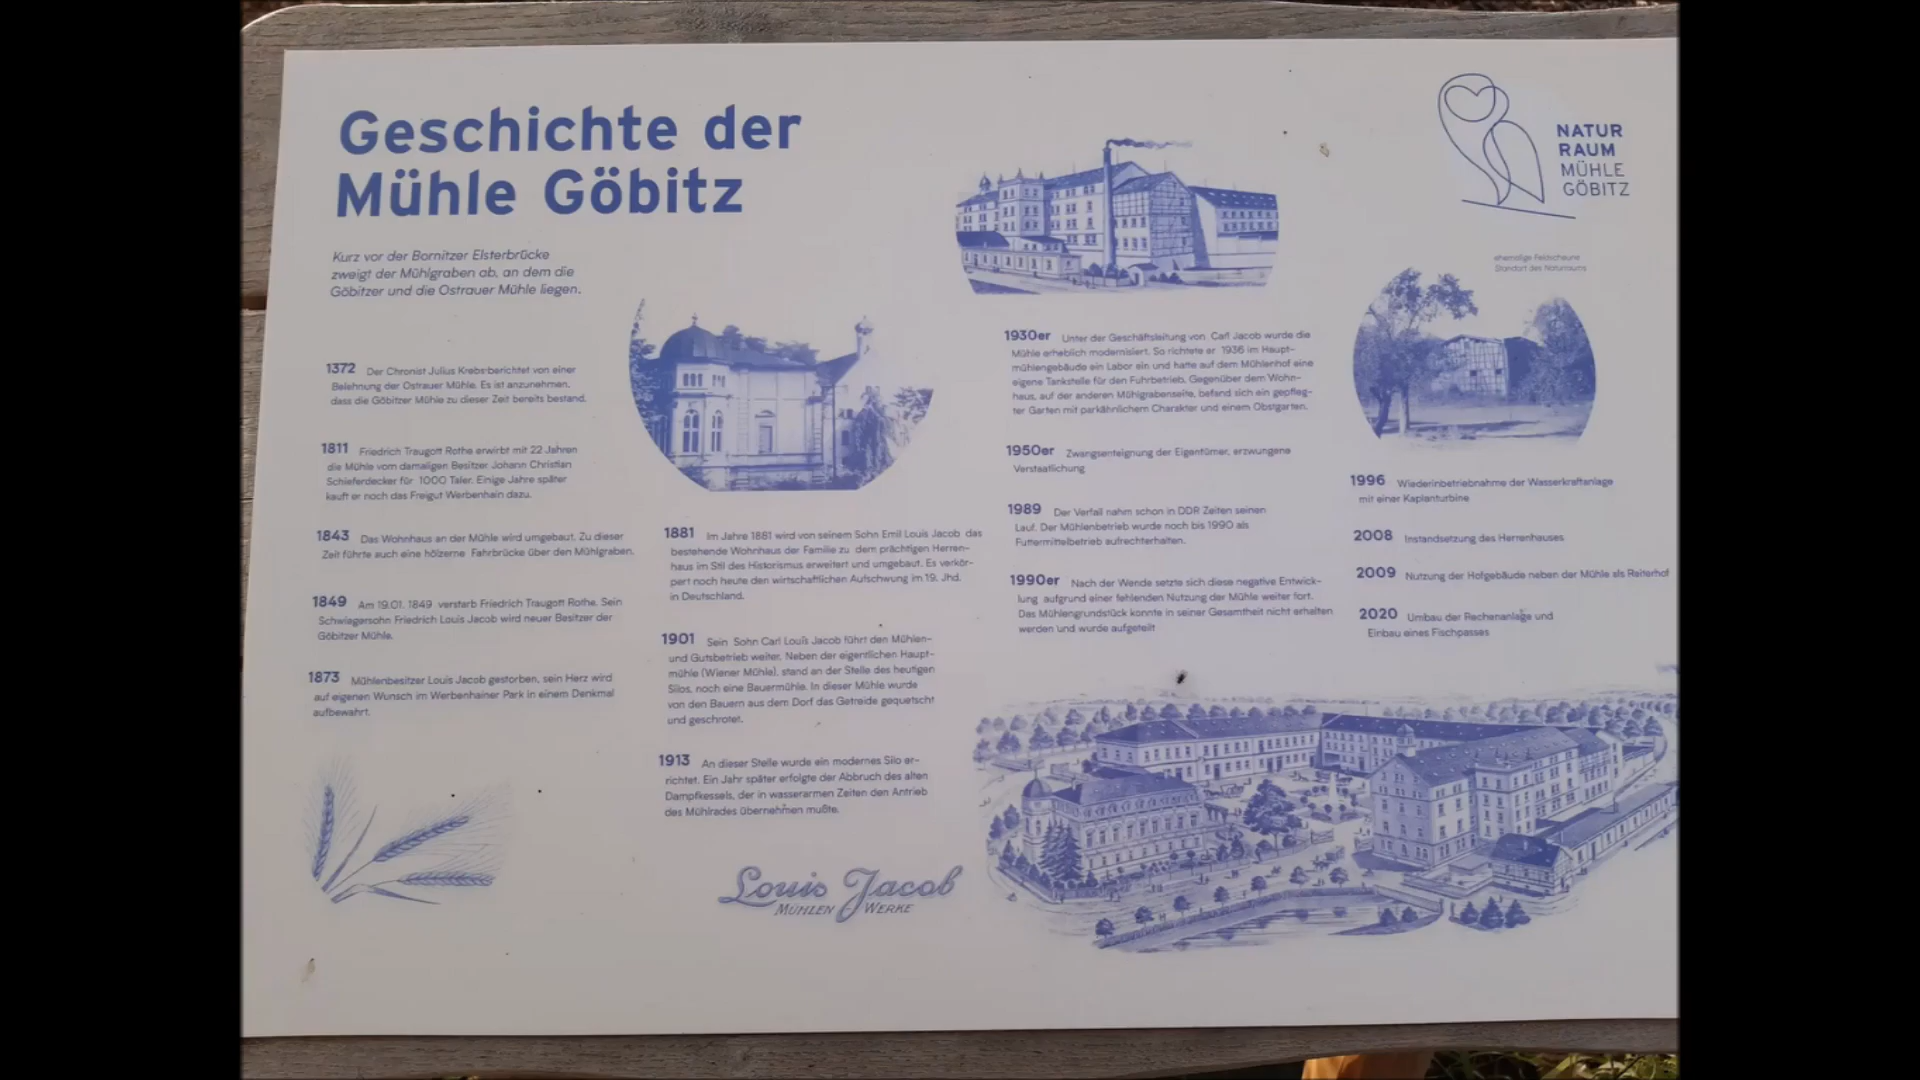 Geschichte der
Mühle Göbitz
Kurz vor der Bornitzer Elsterbrücke
zweigt der Mühlgraben ab, an dem die
Göbitzer und die Ostrauer Mühle liegen.
1372 Der Chronist Julius Krebs berichtet von einer
Belehnung der Ostrauer Mühle. Es ist anzunehmen,
dass die Göbitzer Mühle zu dieser Zeit bereits bestand.
1811 Friedrich Traugott Rothe erwirbt mit 22 Jahren
die Mühle vom damaligen Besitzer Johann Christian
Schieferdecker für 1000 Taler. Einige Jahre später
kauft er noch das Freigut Werbenhain dazu.
1843 Das Wohnhaus an der Mühle wird umgebaut. Zu dieser
Zeit führte auch eine hölzerne Fahrbrücke über den Mühlgraben.
1849 Am 19.01. 1849 verstarb Friedrich Traugott Rothe. Sein
Schwiegersohn Friedrich Louis Jacob wird neuer Besitzer der
Göbitzer Mühle.
1873 Mühlenbesitzer Louis Jacob gestorben, sein Herz wird
auf eigenen Wunsch im Werbenhainer Park in einem Denkmal
aufbewahrt.
1881 Im Jahre 1881 wird von seinem Sohn Emil Louis Jacob das
bestehende Wohnhaus der Familie zu dem prächtigen Herren-
haus im Stil des Historismus erweitert und umgebaut. Es verkör-
pert noch heute den wirtschaftlichen Aufschwung im 19. Jhd.
in Deutschland.
1901 Sein Sohn Carl Louis Jacob führt den Mühlen-
und Gutsbetrieb weiter. Neben der eigentlichen Haupt-
mühle (Wiener Mühle), stand an der Stelle des heutigen
Silos, noch eine Bauermühle. In dieser Mühle wurde
von den Bauern aus dem Dorf das Getreide gequetscht
und geschrotet.
1913 An dieser Stelle wurde ein modernes Silo er-
richtet. Ein Jahr später erfolgte der Abbruch des alten
Dampfkessels, der in wasserarmen Zeiten den Antrieb
des Mühlrades übernehmen mußte.
Louis Jacob
MÜHLEN WERKE
1930er Unter der Geschäftsleitung von Carl Jacob wurde die
Mühle erheblich modernisiert. So richtete er 1936 im Haupt-
mühlengebäude ein Labor ein und hatte auf dem Mühlenhof eine
eigene Tankstelle für den Fuhrbetrieb. Gegenüber dem Wohn-
haus, auf der anderen Mühlgrabenseite, befand sich ein gepfleg-
ter Garten mit parkähnlichem Charakter und einem Obstgarten.
1950er Zwangsenteignung der Eigentümer, erzwungene
Verstaatlichung
1989 Der Verfall nahm schon in DDR Zeiten seinen
Lauf. Der Mühlenbetrieb wurde noch bis 1990 als
Futtermittelbetrieb aufrechterhalten.
1990er Nach der Wende setzte sich diese negative Entwick-
lung aufgrund einer fehlenden Nutzung der Mühle weiter fort.
Das Mühlengrundstück konnte in seiner Gesamtheit nicht erhalten
werden und wurde aufgeteilt
NATUR
RAUM
MÜHLE
GÖBITZ
ehemalige Feldscheune
Standort des Naturraums
1996 Wiederinbetriebnahme der Wasserkraftanlage
mit einer Kaplanturbine
2008 Instandsetzung des Herrenhauses
2009 Nutzung der Hofgebäude neben der Mühle als Reiterhof
2020 Umbau der Rechenanlage und
Einbau eines Fischpasses